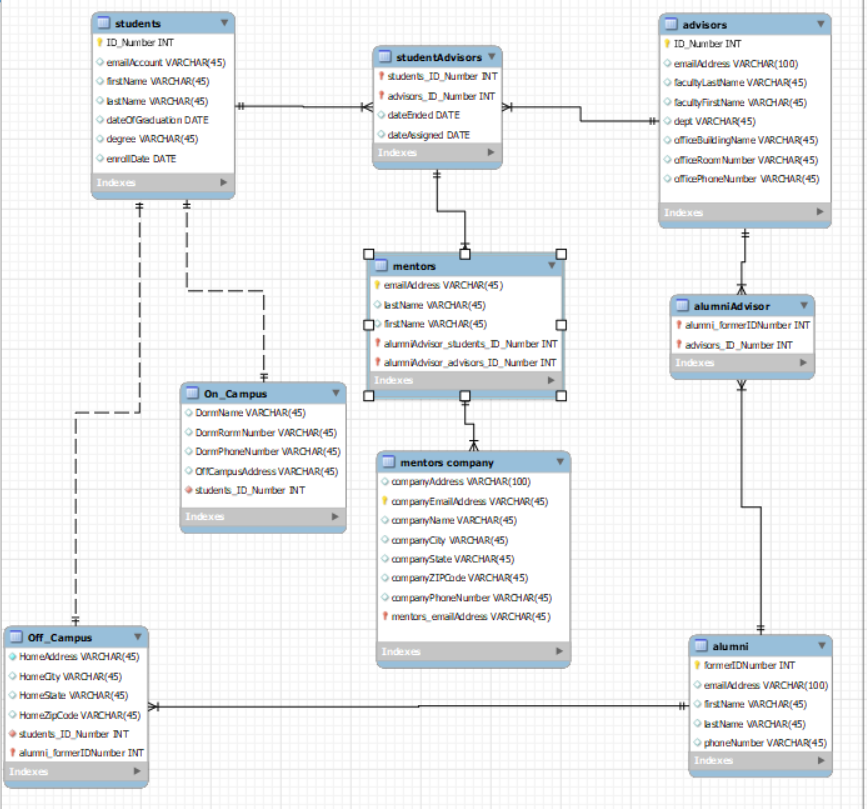 students
ID_Number INT
emailAccount VARCHAR(45)
firstName VARCHAR(45)
lastName VARCHAR(45)
dateOfGraduation DATE
degree VARCHAR(45)
enrollDate DATE
Indexes
studentAdvisors
students_ID_Number INT
advisors_ID_Number INT
dateEnded DATE
dateAssigned DATE
Indexes
advisors
ID_Number INT
emailAddress VARCHAR(100)
facultyLastName VARCHAR(45)
facultyFirstName VARCHAR(45)
dept VARCHAR(45)
officeBuildingName VARCHAR(45)
officeRoomNumber VARCHAR(45)
officePhoneNumber VARCHAR(45)
Indexes
mentors
emailAddress VARCHAR(45)
lastName VARCHAR(45)
firstName VARCHAR(45)
alumniAdvisor_students_ID_Number INT
alumniAdvisor_advisors_ID_Number INT
Indexes
alumniAdvisor
alumni_formerIDNumber INT
advisors_ID_Number INT
Indexes
On_Campus
DormName VARCHAR(45)
DormRormNumber VARCHAR(45)
DormPhoneNumber VARCHAR(45)
OffCampusAddress VARCHAR(45)
students_ID_Number INT
Indexes
mentors company
companyAddress VARCHAR(100)
companyEmailAddress VARCHAR(45)
companyName VARCHAR(45)
companyCity VARCHAR(45)
companyState VARCHAR(45)
companyZIPCode VARCHAR(45)
companyPhoneNumber VARCHAR(45)
mentors_emailAddress VARCHAR(45)
Indexes
Off_Campus
HomeAddress VARCHAR(45)
HomeCity VARCHAR(45)
HomeState VARCHAR(45)
HomeZipCode VARCHAR(45)
students_ID_Number INT
alumni_formerIDNumber INT
Indexes
alumni
formerIDNumber INT
emailAddress VARCHAR(100)
firstName VARCHAR(45)
lastName VARCHAR(45)
phoneNumber VARCHAR(45)
Indexes